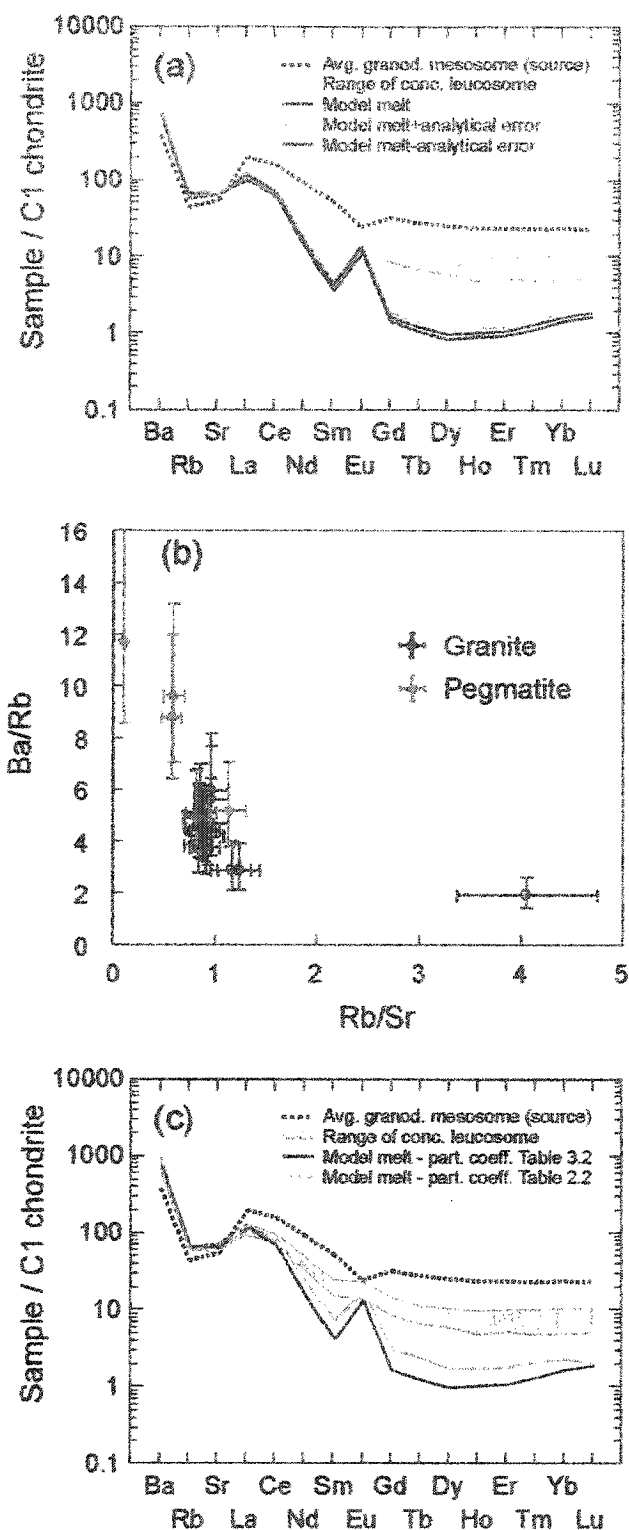 10000
(a)
Avg. granod. mesosome (source)
Range of conc. leucosome
Model melt
Model melt+analytical error
Model melt-analytical error
1000
100
10
1
0.1
Sample / C1 chondrite
Ba Sr Ce Sm Gd Dy Er Yb
Rb La Nd Eu Tb Ho Tm Lu
16
(b)
14
12
10
8
6
4
2
0
Ba/Rb
Granite
Pegmatite
0 1 2 3 4 5
Rb/Sr
10000
(c)
Avg. granod. mesosome (source)
Range of conc. leucosome
Model melt - part. coeff. Table 3.2
Model melt - part. coeff. Table 2.2
1000
100
10
1
0.1
Sample / C1 chondrite
Ba Sr Ce Sm Gd Dy Er Yb
Rb La Nd Eu Tb Ho Tm Lu